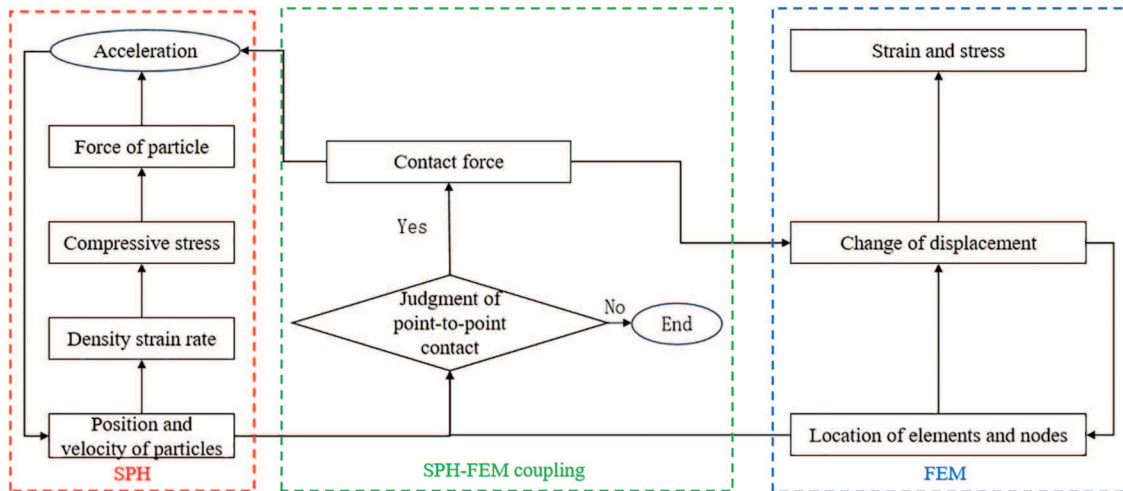 Acceleration
Force of particle
Compressive stress
Density strain rate
Position and
velocity of particles
SPH
Contact force
Yes
Judgment of
point-to-point
contact
No
End
SPH-FEM coupling
Strain and stress
Change of displacement
Location of elements and nodes
FEM